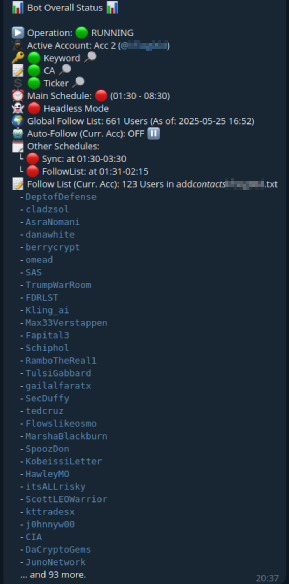 📊 Bot Overall Status 📊
▶️ Operation: 🟢 RUNNING
Active Account: Acc 2 (@
🔑 🟢 Keyword 🔎
📝 🟢 CA 🔎
💲 🟢 Ticker 🔎
⏰ Main Schedule: 🔴 (01:30 - 08:30)
👻 🔴 Headless Mode
🌍 Global Follow List: 661 Users (As of: 2025-05-25 16:52)
🤖 Auto-Follow (Curr. Acc): OFF ⏸️
🗓️ Other Schedules:
└ 🔴 Sync: at 01:30-03:30
└ 🔴 FollowList: at 01:31-02:15
📝 Follow List (Curr. Acc): 123 Users in addcontacts .txt
- DeptofDefense
- cladzsol
- AsraNomani
- danawhite
- berrycrypt
- omead
- SAS
- TrumpWarRoom
- FDRLST
- Kling_ai
- Max33Verstappen
- Fapital3
- Schiphol
- RamboTheReal1
- TulsiGabbard
- gailalfaratx
- SecDuffy
- tedcruz
- Flowslikeosmo
- MarshaBlackburn
- SpoozDon
- KobeissiLetter
- HawleyMO
- itsALLrisky
- ScottLEOWarrior
- kttradesx
- j0hnnyw00
- CIA
- DaCryptoGems
- JunoNetwork
... and 93 more.
20:37